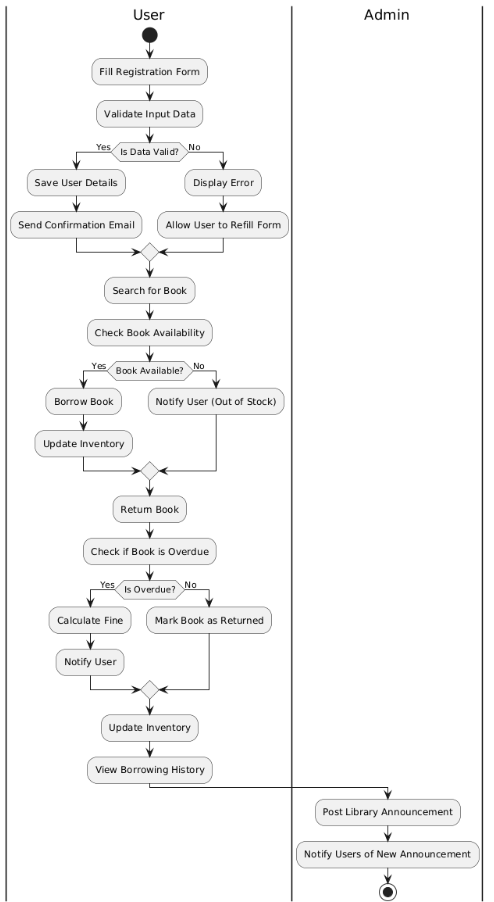 User
Admin
Fill Registration Form
Validate Input Data
Yes
Is Data Valid?
No
Save User Details
Display Error
Send Confirmation Email
Allow User to Refill Form
Search for Book
Check Book Availability
Yes
Book Available?
No
Borrow Book
Notify User (Out of Stock)
Update Inventory
Return Book
Check if Book is Overdue
Yes
Is Overdue?
No
Calculate Fine
Mark Book as Returned
Notify User
Update Inventory
View Borrowing History
Post Library Announcement
Notify Users of New Announcement